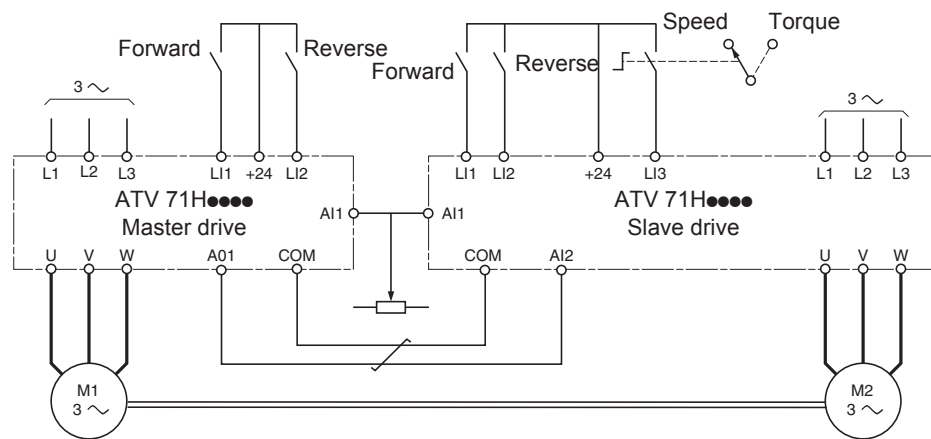 Speed Torque
Forward Reverse
Forward Reverse
3 ~
3 ~
L1 L2 L3 LI1 +24 LI2
LI1 LI2 +24 LI3 L1 L2 L3
ATV 71H●●●●
Master drive
AI1
AI1
ATV 71H●●●●
Slave drive
U V W A01 COM
COM AI2 U V W
M1
3 ~
M2
3 ~